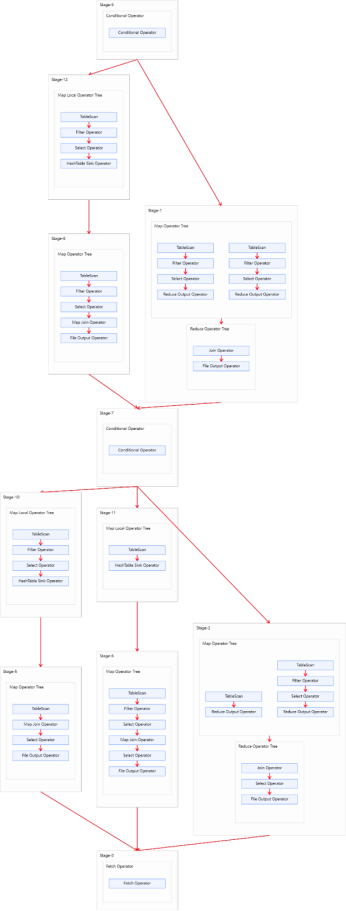 Conditional Operator
Conditional Operator
Stage-12
Map Local Operator Tree
TableScan
Filter Operator
Select Operator
HashTable Sink Operator
Stage-1
Map Operator Tree
TableScan
TableScan
Filter Operator
Filter Operator
Select Operator
Select Operator
Reduce Output Operator
Reduce Output Operator
Reduce Operator Tree
Join Operator
File Output Operator
Map Operator Tree
TableScan
Filter Operator
Select Operator
Map Join Operator
File Output Operator
Stage-7
Conditional Operator
Conditional Operator
Stage-10
Map Local Operator Tree
TableScan
Filter Operator
Select Operator
HashTable Sink Operator
Stage-11
Map Local Operator Tree
TableScan
HashTable Sink Operator
Stage-2
Map Operator Tree
TableScan
Filter Operator
TableScan
Select Operator
Reduce Output Operator
Reduce Output Operator
Reduce Operator Tree
Join Operator
Select Operator
File Output Operator
Map Operator Tree
TableScan
Map Join Operator
Select Operator
File Output Operator
Map Operator Tree
TableScan
Filter Operator
Select Operator
Map Join Operator
Select Operator
File Output Operator
Stage-0
Fetch Operator
Fetch Operator